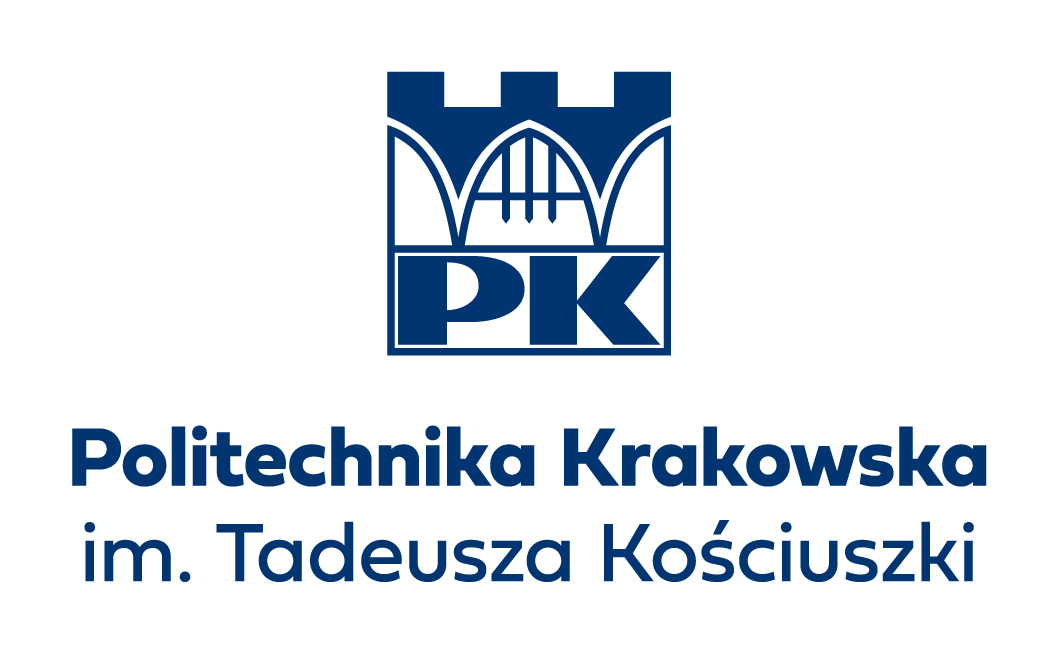 PK
Politechnika Krakowska
im. Tadeusza Kościuszki